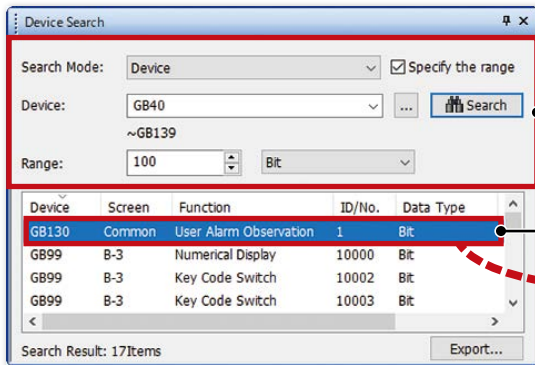 Device Search
Search Mode: Device Specify the range
Device: GB40 ... Search
~GB139
Range: 100 Bit
Device Screen Function ID/No. Data Type
GB130 Common User Alarm Observation 1 Bit
GB99 B-3 Numerical Display 10000 Bit
GB99 B-3 Key Code Switch 10002 Bit
GB99 B-3 Key Code Switch 10003 Bit
Search Result: 17Items Export...